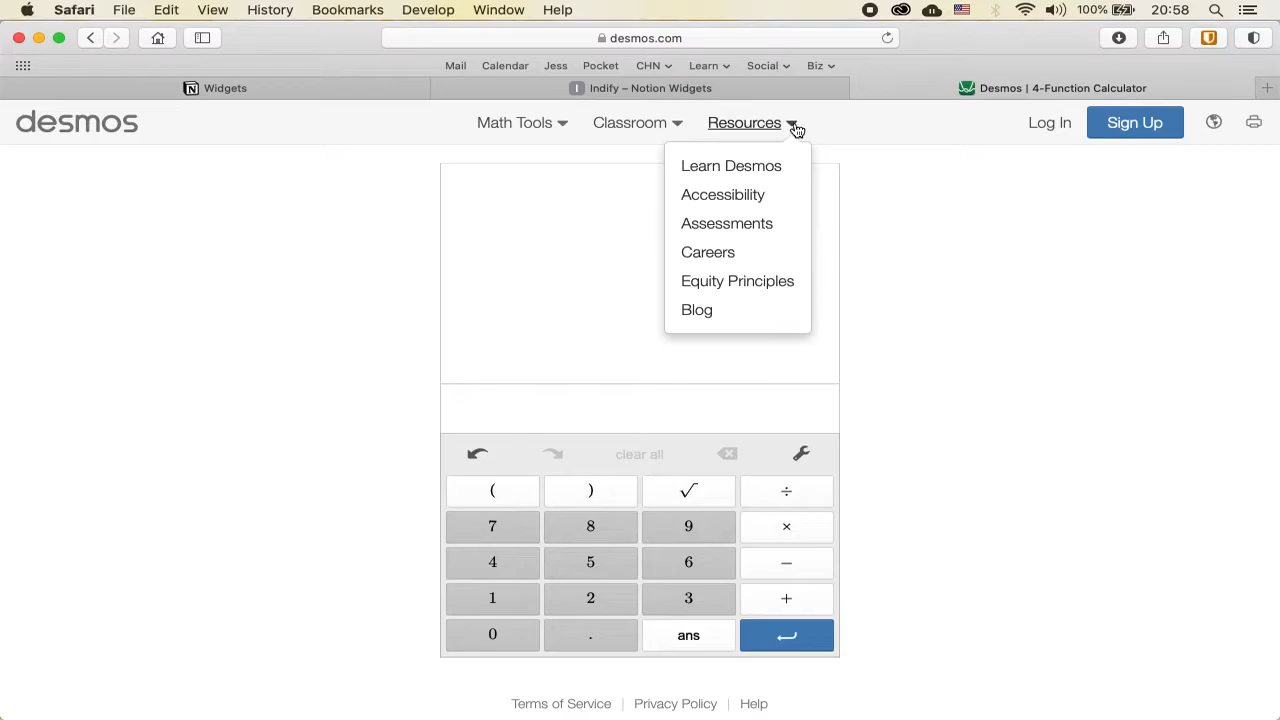 Safari File Edit View History Bookmarks Develop Window Help 100% 20:58
desmos.com
Mail Calendar Jess Pocket CHN Learn Social Biz
Widgets Indify – Notion Widgets Desmos | 4-Function Calculator
desmos Math Tools Classroom Resources Log In Sign Up
Learn Desmos
Accessibility
Assessments
Careers
Equity Principles
Blog
clear all
( ) √ ÷
7 8 9 ×
4 5 6 −
1 2 3 +
0 . ans
Terms of Service | Privacy Policy | Help